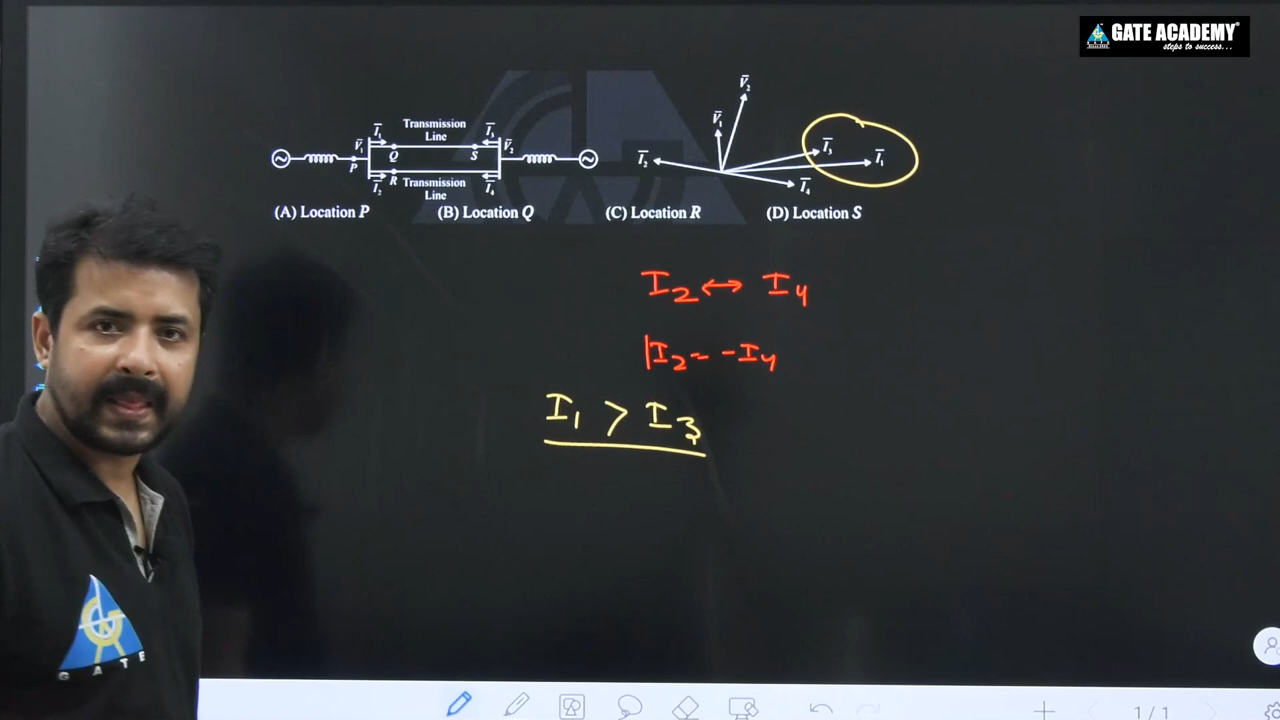 GATE ACADEMY
steps to success...
V̄₂
V̄₁
Ī₂
Ī₃
Ī₁
Ī₄
Transmission
Line
Ī₁
Ī₃
V̄₁
V̄₂
Q
S
P
R
Ī₂
Ī₄
Transmission
Line
(A) Location P (B) Location Q (C) Location R (D) Location S
I₂ ↔ I₄
|I₂ = -I₄
I₁ > I₃
GATE
1/1